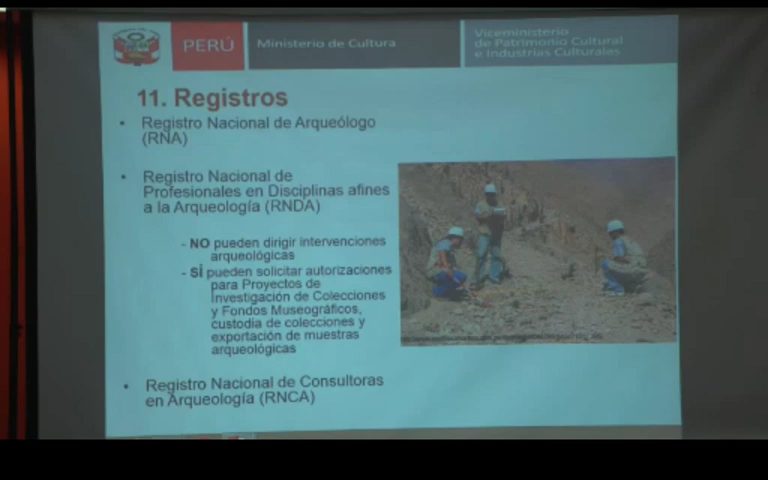 PERÚ
Ministerio de Cultura
Viceministerio
de Patrimonio Cultural
e Industrias Culturales
11. Registros
• Registro Nacional de Arqueólogo
(RNA)
• Registro Nacional de
Profesionales en Disciplinas afines
a la Arqueología (RNDA)
- NO pueden dirigir intervenciones
arqueológicas
- SÍ pueden solicitar autorizaciones
para Proyectos de
Investigación de Colecciones
y Fondos Museográficos,
custodia de colecciones y
exportación de muestras
arqueológicas
• Registro Nacional de Consultoras
en Arqueología (RNCA)